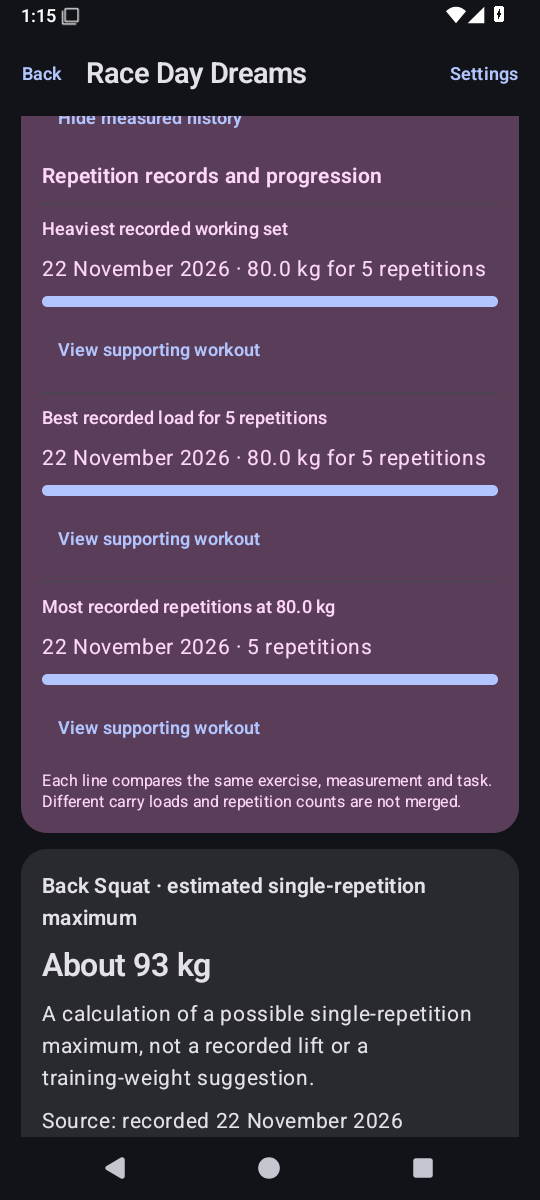 1:15
Back
Race Day Dreams
Settings
Hide measured history
Repetition records and progression
Heaviest recorded working set
22 November 2026 · 80.0 kg for 5 repetitions
View supporting workout
Best recorded load for 5 repetitions
22 November 2026 · 80.0 kg for 5 repetitions
View supporting workout
Most recorded repetitions at 80.0 kg
22 November 2026 · 5 repetitions
View supporting workout
Each line compares the same exercise, measurement and task.
Different carry loads and repetition counts are not merged.
Back Squat · estimated single-repetition
maximum
About 93 kg
A calculation of a possible single-repetition
maximum, not a recorded lift or a
training-weight suggestion.
Source: recorded 22 November 2026